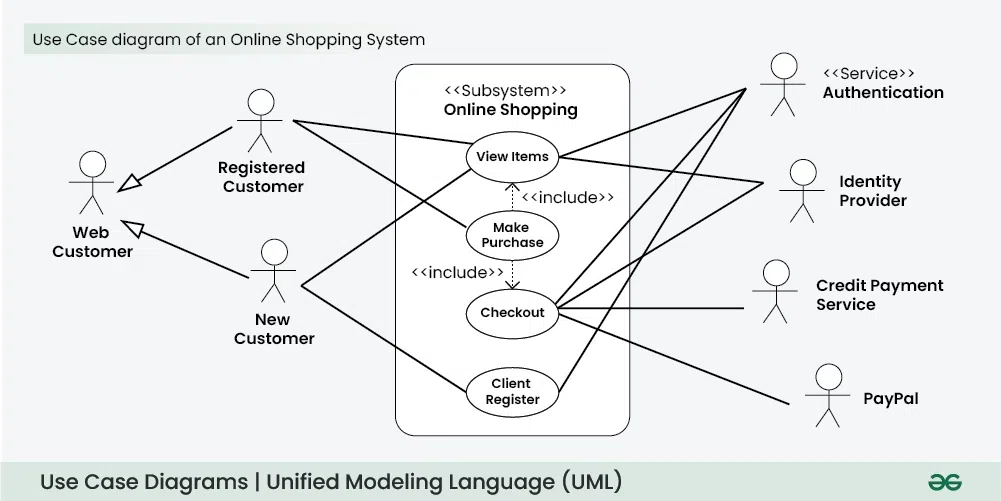 Use Case diagram of an Online Shopping System
<<Subsystem>>
Online Shopping
<<Service>>
Authentication
Registered
Customer
View Items
Identity
Provider
<<include>>
Web
Customer
Make
Purchase
<<include>>
Credit Payment
Service
New
Customer
Checkout
Client
Register
PayPal
Use Case Diagrams | Unified Modeling Language (UML)